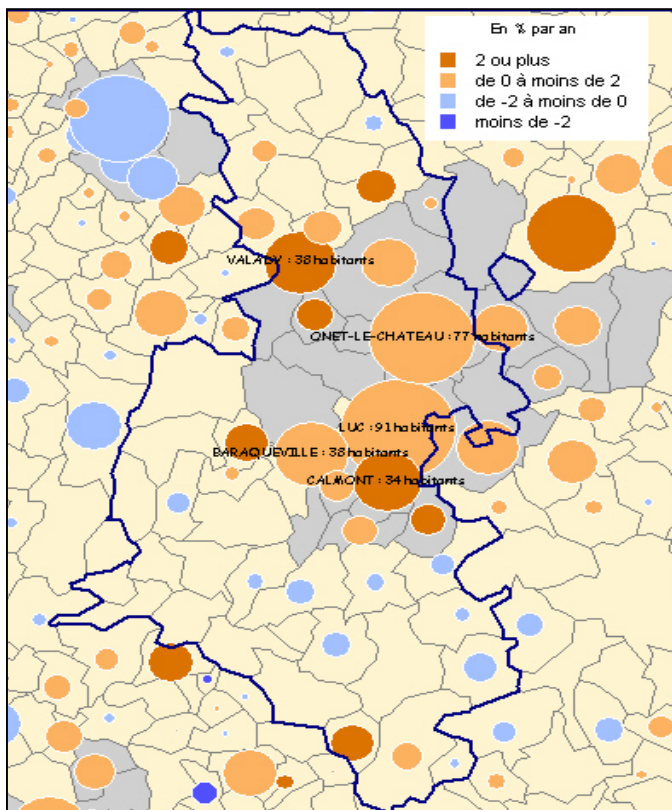 En % par an
2 ou plus
de 0 à moins de 2
de -2 à moins de 0
moins de -2
VALADY : 38 habitants
ONET-LE-CHATEAU : 77 habitants
LUC : 91 habitants
BARAQUEVILLE : 38 habitants
CALMONT : 34 habitants